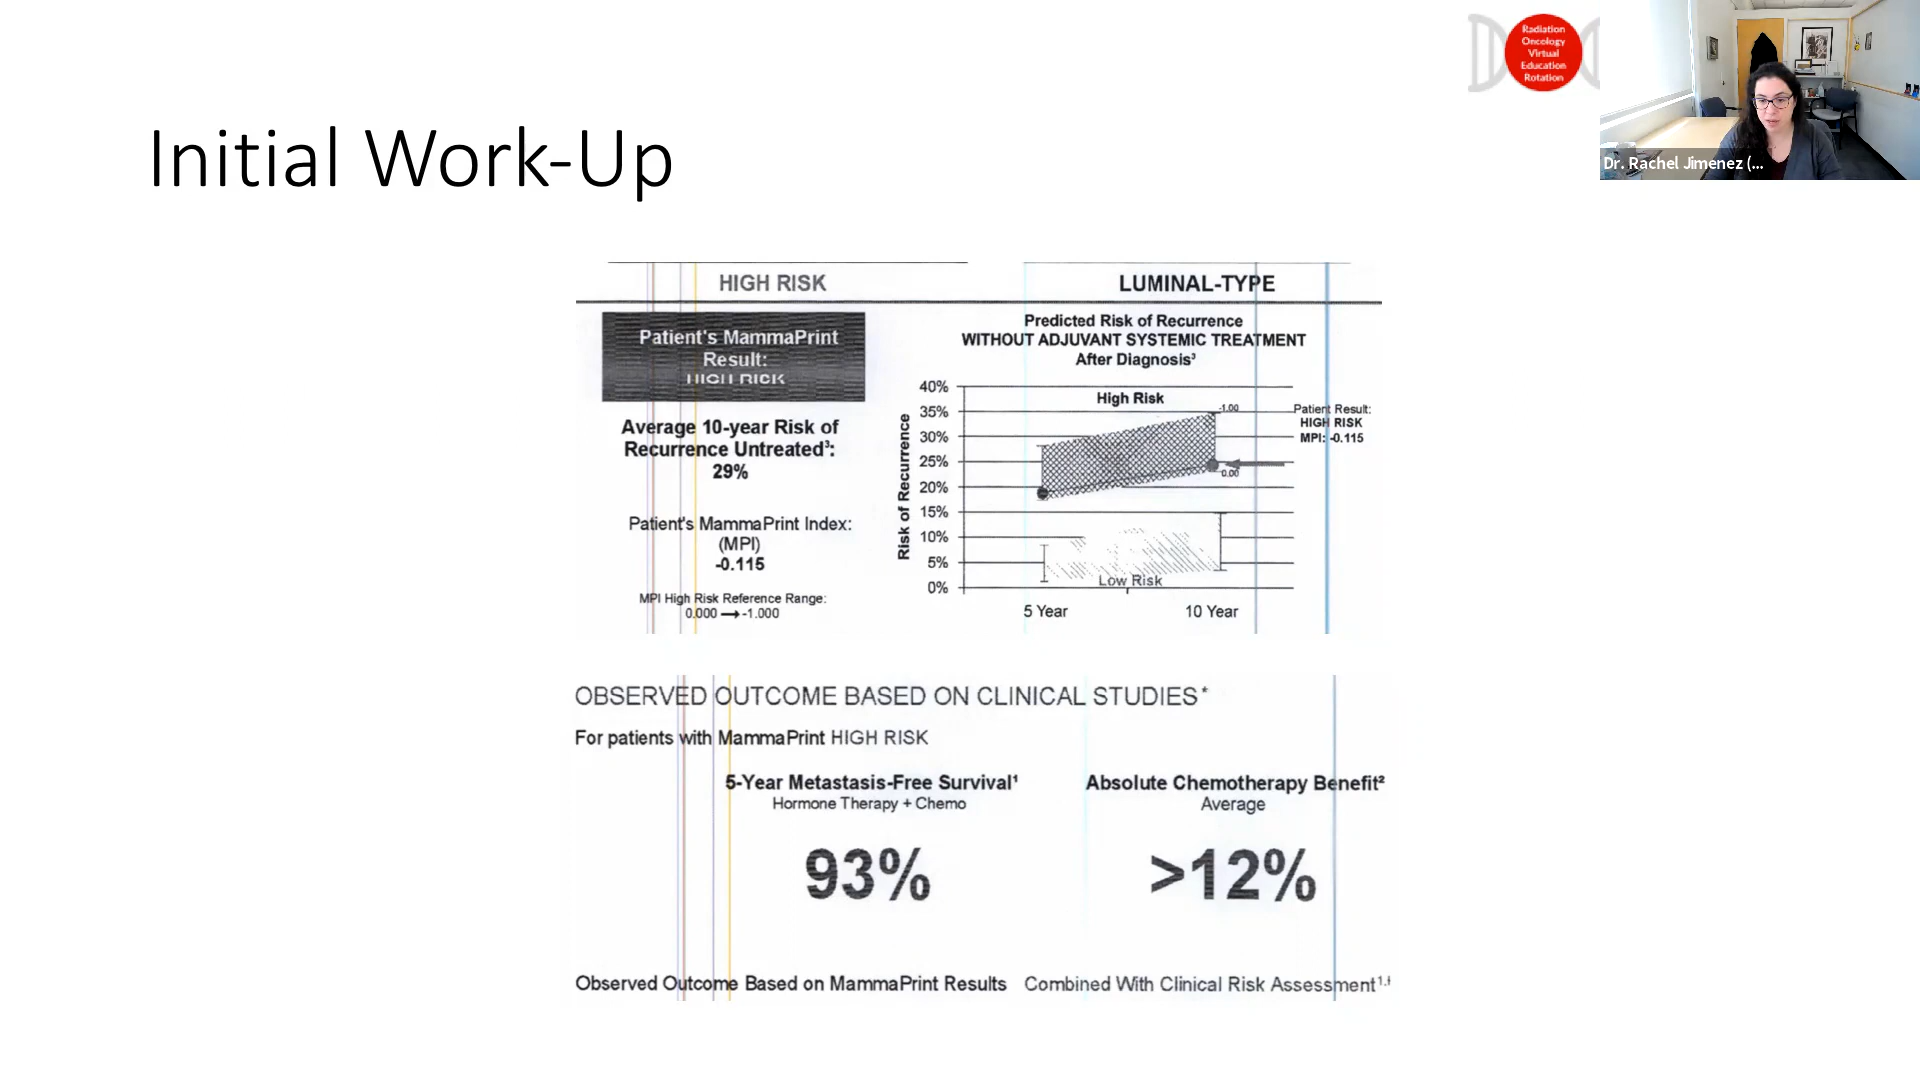 Radiation
Oncology
Virtual
Education
Rotation
Dr. Rachel Jimenez (...
Initial Work-Up
HIGH RISK
LUMINAL-TYPE
Patient's MammaPrint
Result:
HIGH RISK
Average 10-year Risk of
Recurrence Untreated³:
29%
Patient's MammaPrint Index:
(MPI)
-0.115
MPI High Risk Reference Range:
0.000 → -1.000
Predicted Risk of Recurrence
WITHOUT ADJUVANT SYSTEMIC TREATMENT
After Diagnosis³
Risk of Recurrence
40%
35%
30%
25%
20%
15%
10%
5%
0%
High Risk
-1.00
0.00
Low Risk
5 Year
10 Year
Patient Result:
HIGH RISK
MPI: -0.115
OBSERVED OUTCOME BASED ON CLINICAL STUDIES*
For patients with MammaPrint HIGH RISK
5-Year Metastasis-Free Survival¹
Hormone Therapy + Chemo
93%
Absolute Chemotherapy Benefit²
Average
>12%
Observed Outcome Based on MammaPrint Results Combined With Clinical Risk Assessment¹,ᶧ